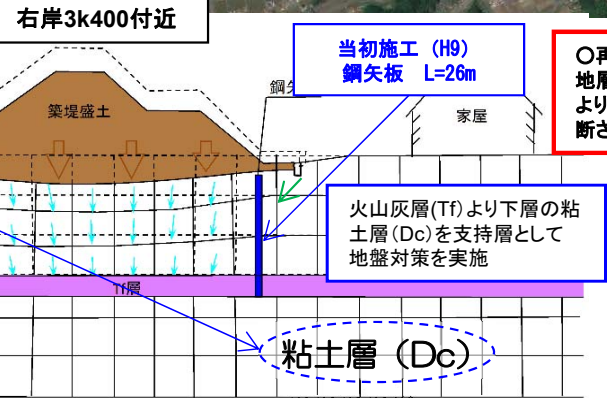 右岸3k400付近
当初施工（H9）
鋼矢板　L=26m
〇再
地層
より
断さ
鋼矢
築堤盛土
家屋
火山灰層(Tf)より下層の粘
土層(Dc)を支持層として
地盤対策を実施
Tf層
粘土層（Dc）